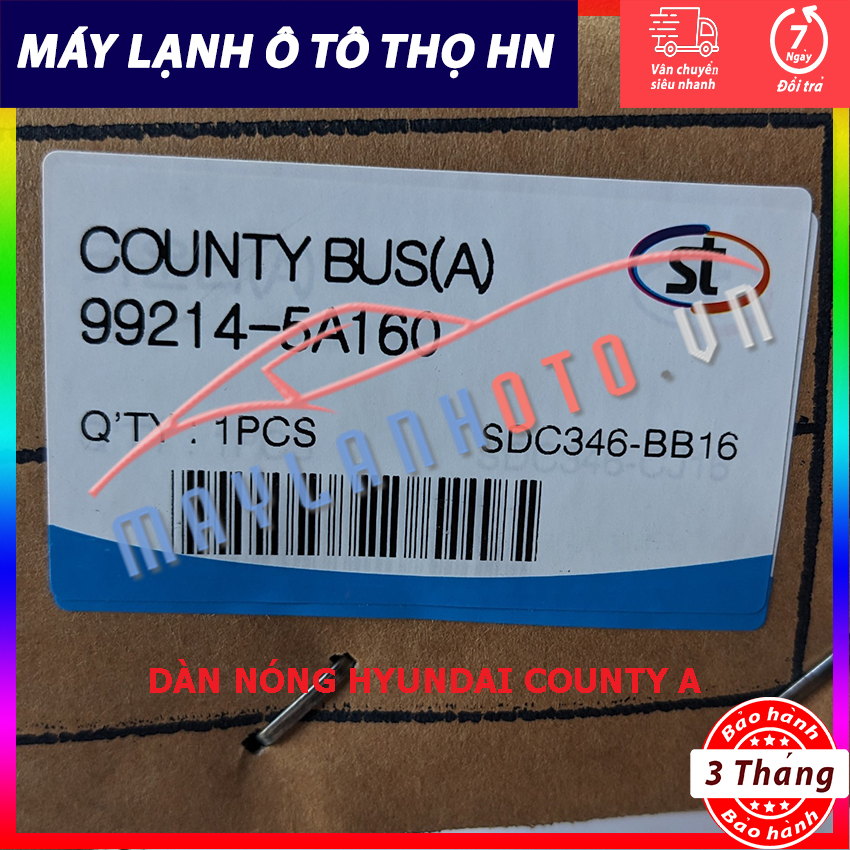 MÁY LẠNH Ô TÔ THỌ HN
Vân chuyển
siêu nhanh
7
Ngày
Đổi trả
COUNTY BUS(A)
99214-5A160
st
Q'TY : 1PCS
SDC346-BB16
MAYLANHOTO.VN
DÀN NÓNG HYUNDAI COUNTY A
Bảo hành
3 Tháng
Bảo hành